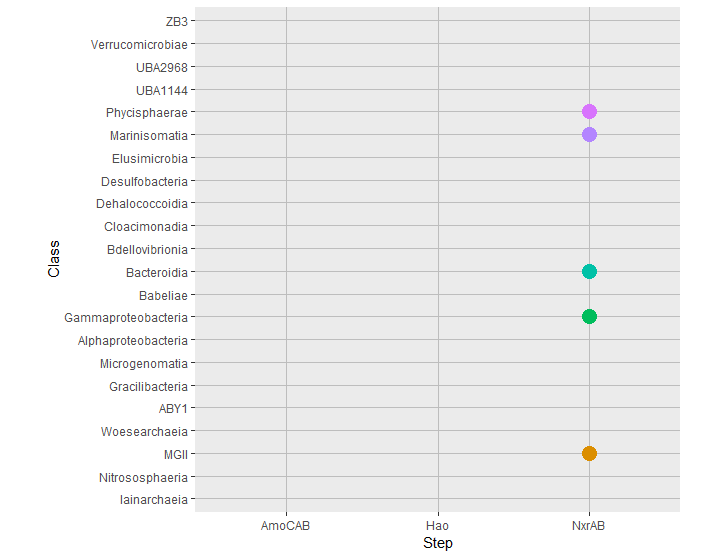 ZB3
Verrucomicrobiae
UBA2968
UBA1144
Phycisphaerae
Marinisomatia
Elusimicrobia
Desulfobacteria
Dehalococcoidia
Cloacimonadia
Bdellovibrionia
Bacteroidia
Babeliae
Gammaproteobacteria
Alphaproteobacteria
Microgenomatia
Gracilibacteria
ABY1
Woesearchaeia
MGII
Nitrososphaeria
Iainarchaeia
Class
AmoCAB Hao NxrAB
Step